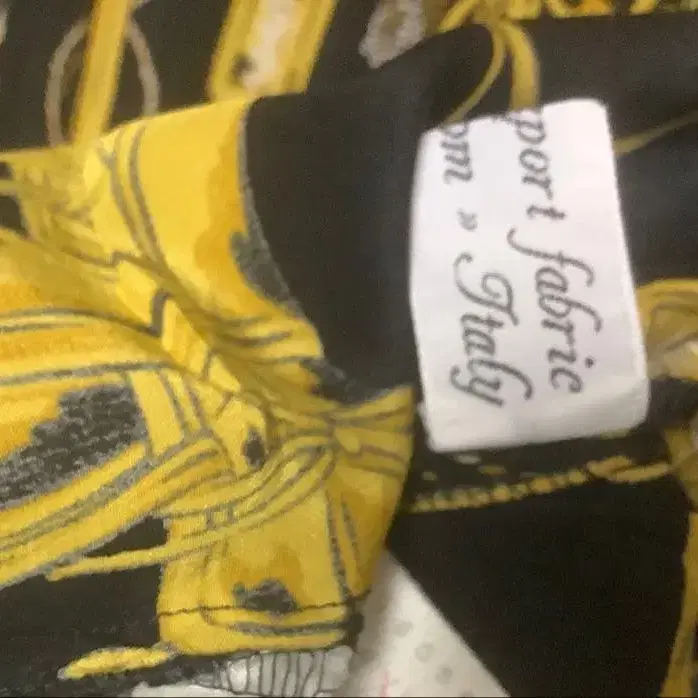 port fabric
om » Italy